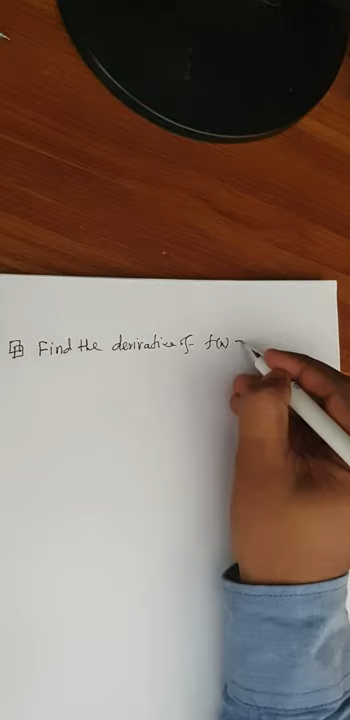 Find the derivative of f(x) =